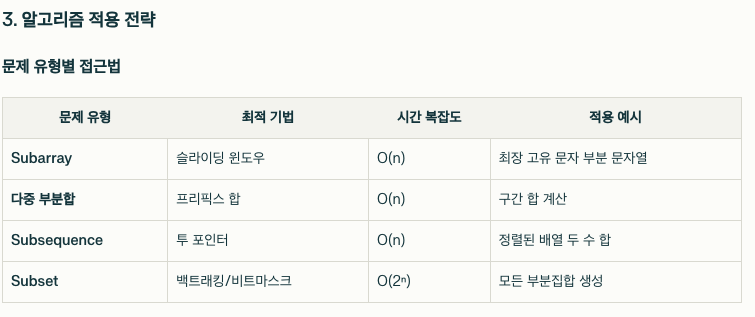 3. 알고리즘 적용 전략
문제 유형별 접근법
문제 유형 최적 기법 시간 복잡도 적용 예시
Subarray 슬라이딩 윈도우 O(n) 최장 고유 문자 부분 문자열
다중 부분합 프리픽스 합 O(n) 구간 합 계산
Subsequence 투 포인터 O(n) 정렬된 배열 두 수 합
Subset 백트래킹/비트마스크 O(2ⁿ) 모든 부분집합 생성